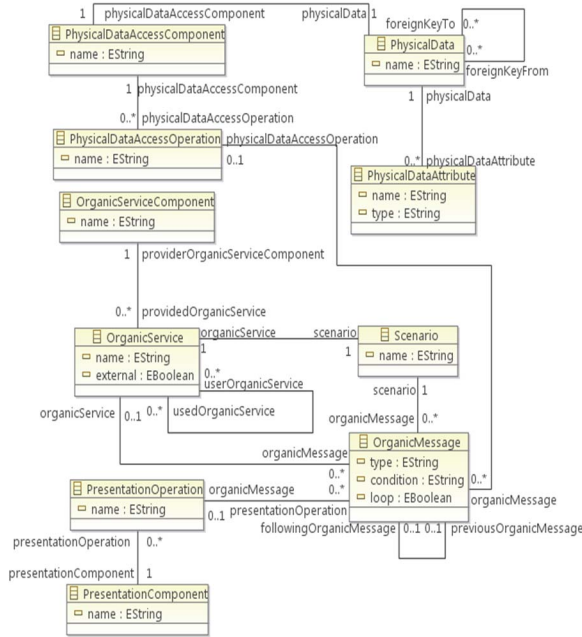 1 physicalDataAccessComponent physicalData 1
PhysicalDataAccessComponent
name : EString
PhysicalData
name : EString
foreignKeyTo 0..*
0..*
foreignKeyFrom
1 physicalDataAccessComponent
0..* physicalDataAccessOperation
1 physicalData
0..* physicalDataAttribute
PhysicalDataAccessOperation
name : EString
physicalDataAccessOperation
0..1
PhysicalDataAttribute
name : EString
type : EString
OrganicServiceComponent
name : EString
1 providerOrganicServiceComponent
0..* providedOrganicService
OrganicService
name : EString
external : EBoolean
organicService scenario
1 1
Scenario
name : EString
0..*
userOrganicService
0..* usedOrganicService
organicService 0..1
scenario 1
organicMessage 0..*
organicMessage
0..*
OrganicMessage
type : EString
condition : EString
loop : EBoolean
0..*
organicMessage
PresentationOperation
name : EString
organicMessage 0..*
0..1 presentationOperation
followingOrganicMessage 0..1 0..1 previousOrganicMessage
presentationOperation 0..*
presentationComponent 1
PresentationComponent
name : EString